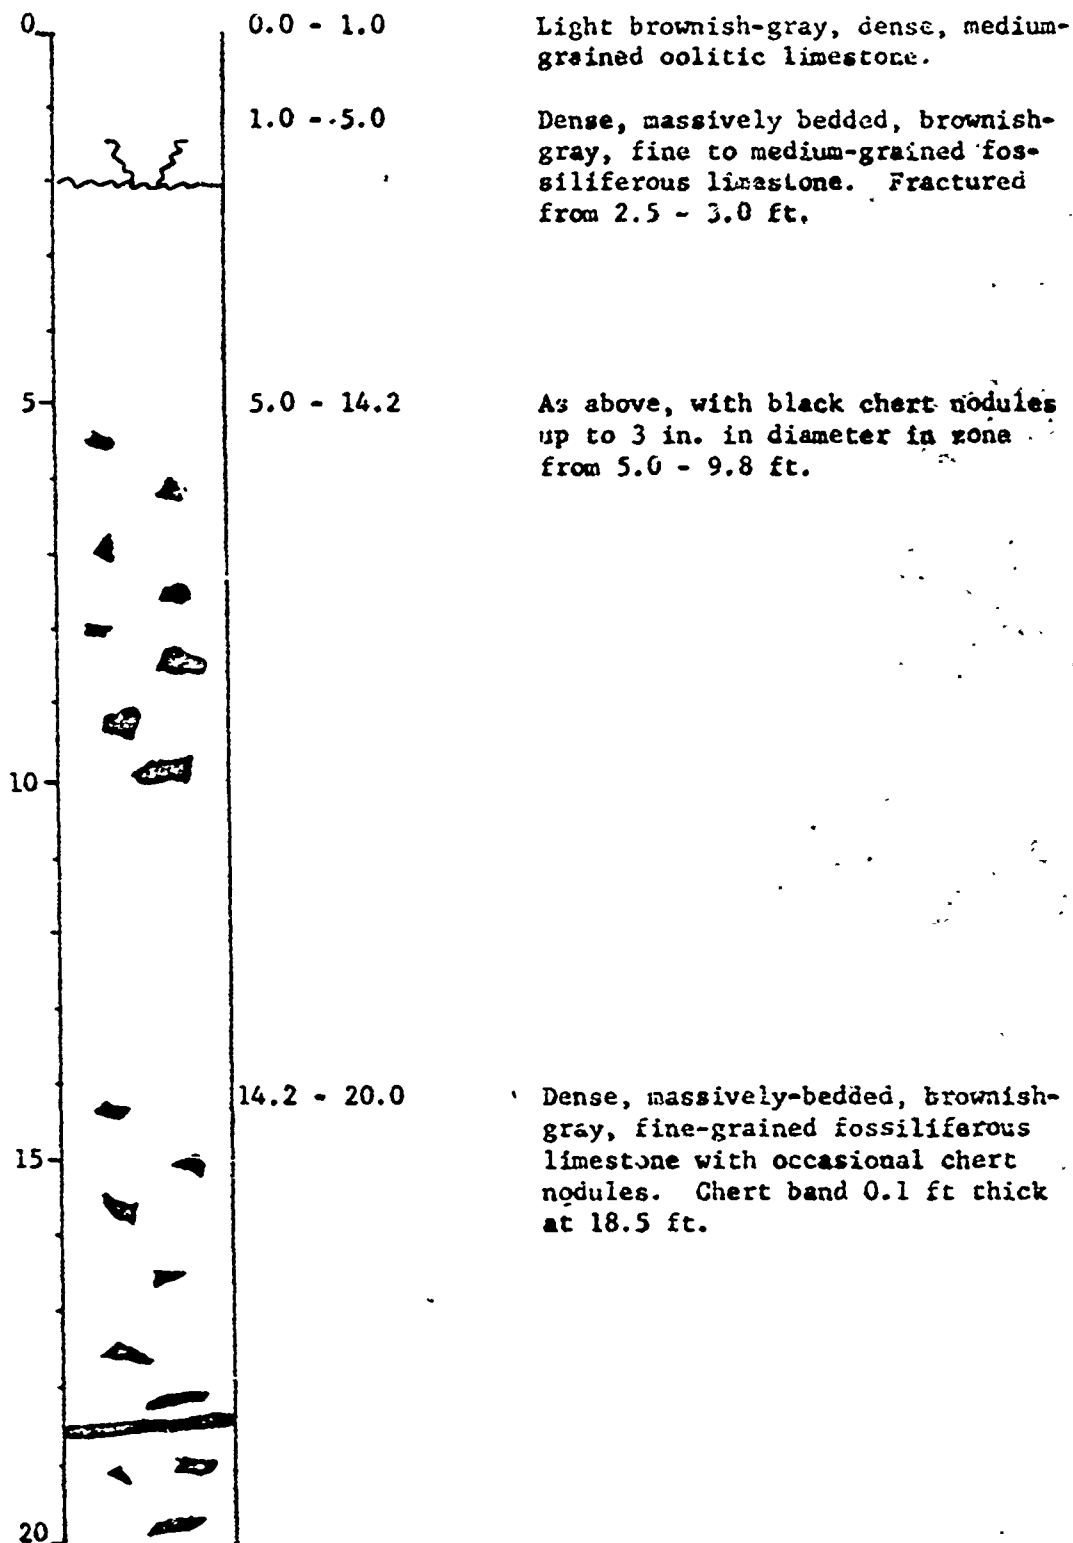 0 0.0 - 1.0 Light brownish-gray, dense, medium-
grained oolitic limestone.
1.0 - 5.0 Dense, massively bedded, brownish-
gray, fine to medium-grained fos-
siliferous limestone. Fractured
from 2.5 - 3.0 ft.
5 5.0 - 14.2 As above, with black chert nodules
up to 3 in. in diameter in zone
from 5.0 - 9.8 ft.
10
14.2 - 20.0 Dense, massively-bedded, brownish-
gray, fine-grained fossiliferous
15 limestone with occasional chert
nodules. Chert band 0.1 ft thick
at 18.5 ft.
20